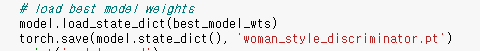 # load best model weights
model.load_state_dict(best_model_wts)
torch.save(model.state_dict(), 'woman_style_discriminator.pt')